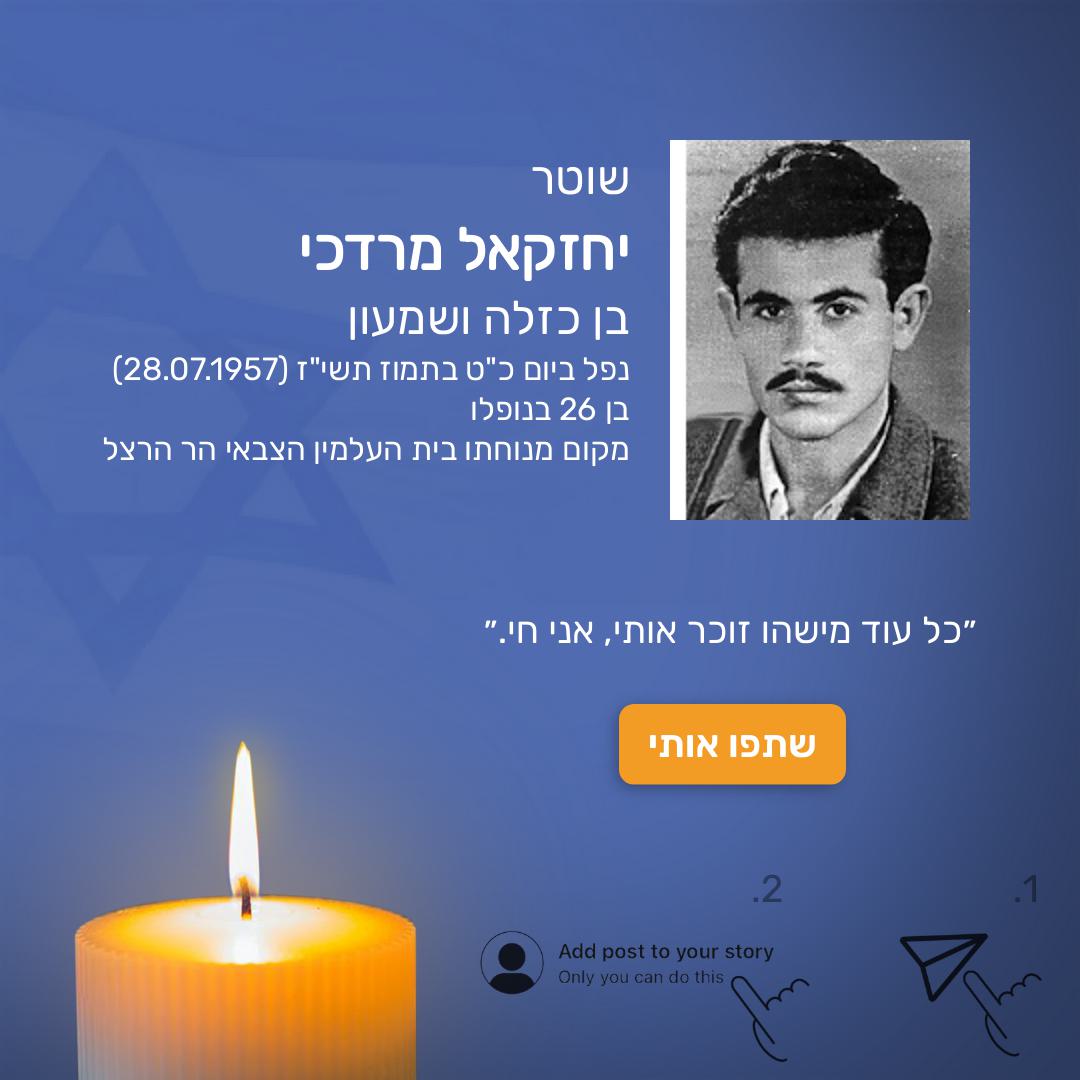 שוטר
יחזקאל מרדכי
בן כזלה ושמעון
נפל ביום כ"ט בתמוז תשי"ז (28.07.1957)
בן 26 בנופלו
מקום מנוחתו בית העלמין הצבאי הר הרצל
״כל עוד מישהו זוכר אותי, אני חי.״
שתפו אותי
1.
2.
Add post to your story
Only you can do this